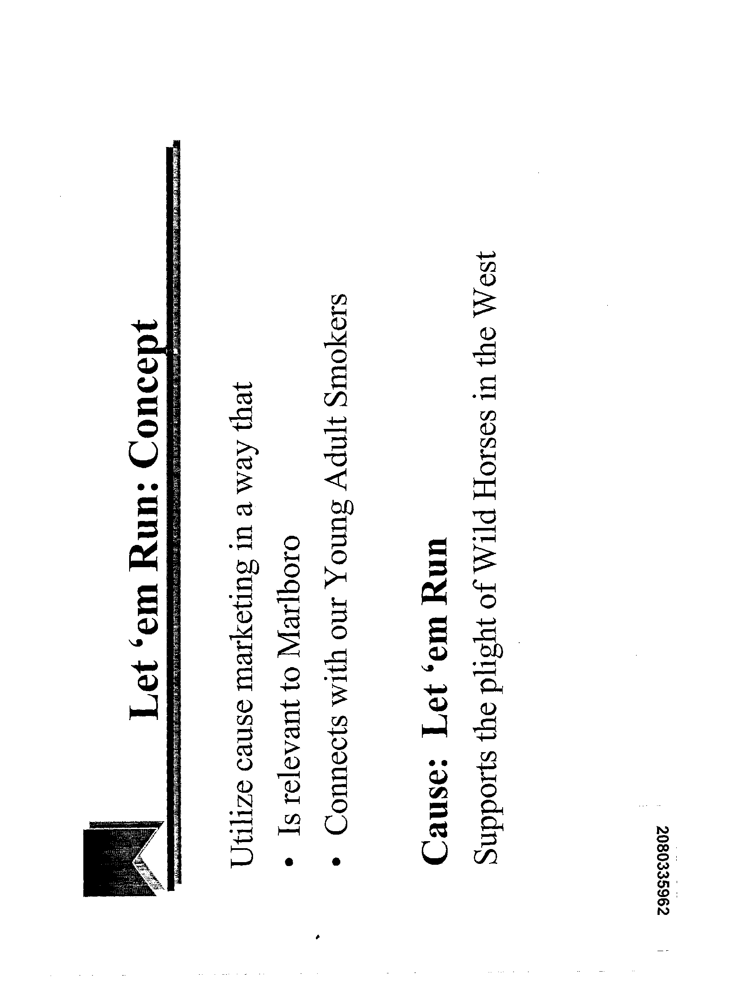 Let ‘em Run: Concept
Utilize cause marketing in a way that
• Is relevant to Marlboro
• Connects with our Young Adult Smokers
Cause: Let ‘em Run
Supports the plight of Wild Horses in the West
2080335962